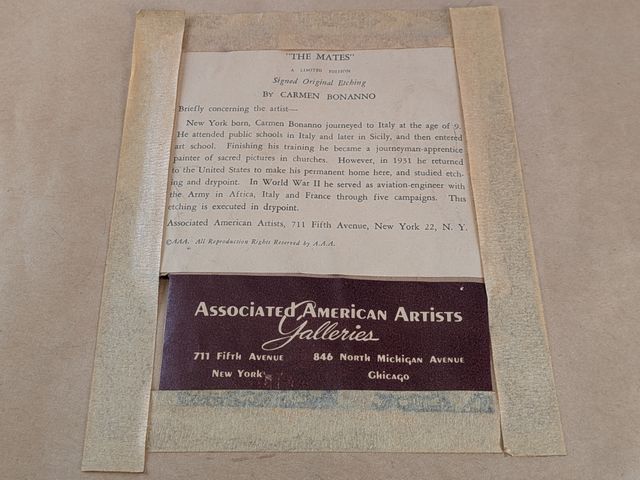 "THE MATES"
A LIMITED EDITION
Signed Original Etching
By CARMEN BONANNO
Briefly concerning the artist—
New York born, Carmen Bonanno journeyed to Italy at the age of 9.
He attended public schools in Italy and later in Sicily, and then entered
art school. Finishing his training he became a journeyman-apprentice
painter of sacred pictures in churches. However, in 1931 he returned
to the United States to make his permanent home here, and studied etch-
ing and drypoint. In World War II he served as aviation-engineer with
the Army in Africa, Italy and France through five campaigns. This
etching is executed in drypoint.
Associated American Artists, 711 Fifth Avenue, New York 22, N. Y.
©AAA. All Reproduction Rights Reserved by A.A.A.
Associated American Artists
Galleries
711 Fifth Avenue 846 North Michigan Avenue
New York Chicago